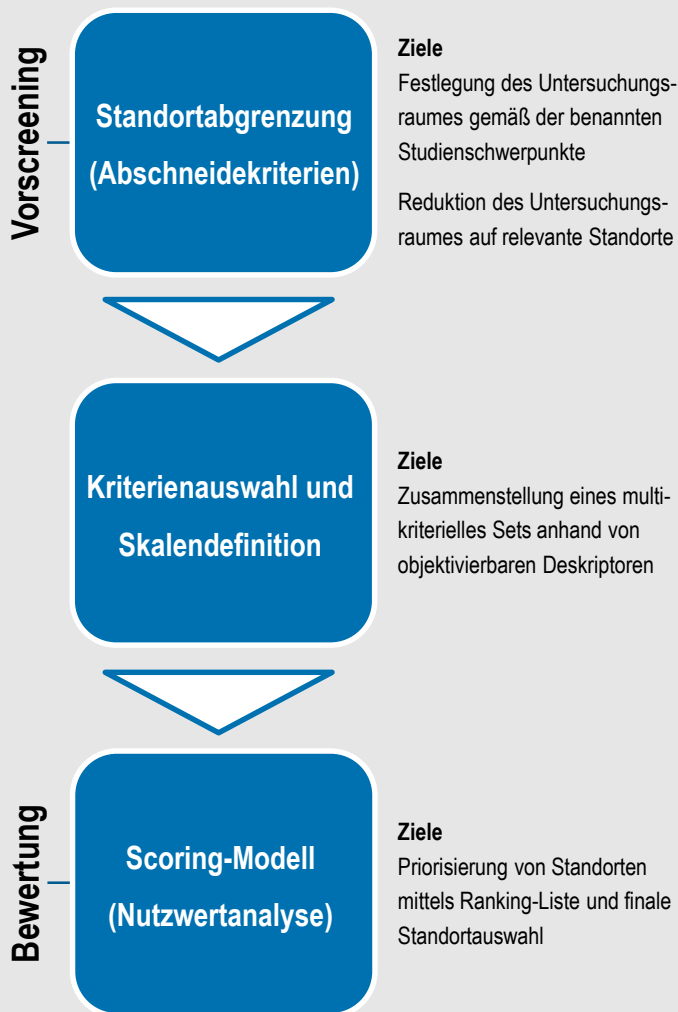 Vorscreening
Standortabgrenzung
(Abschneidekriterien)
Ziele
Festlegung des Untersuchungs-
raumes gemäß der benannten
Studienschwerpunkte
Reduktion des Untersuchungs-
raumes auf relevante Standorte
Kriterienauswahl und
Skalendefinition
Ziele
Zusammenstellung eines multi-
kriterielles Sets anhand von
objektivierbaren Deskriptoren
Bewertung
Scoring-Modell
(Nutzwertanalyse)
Ziele
Priorisierung von Standorten
mittels Ranking-Liste und finale
Standortauswahl